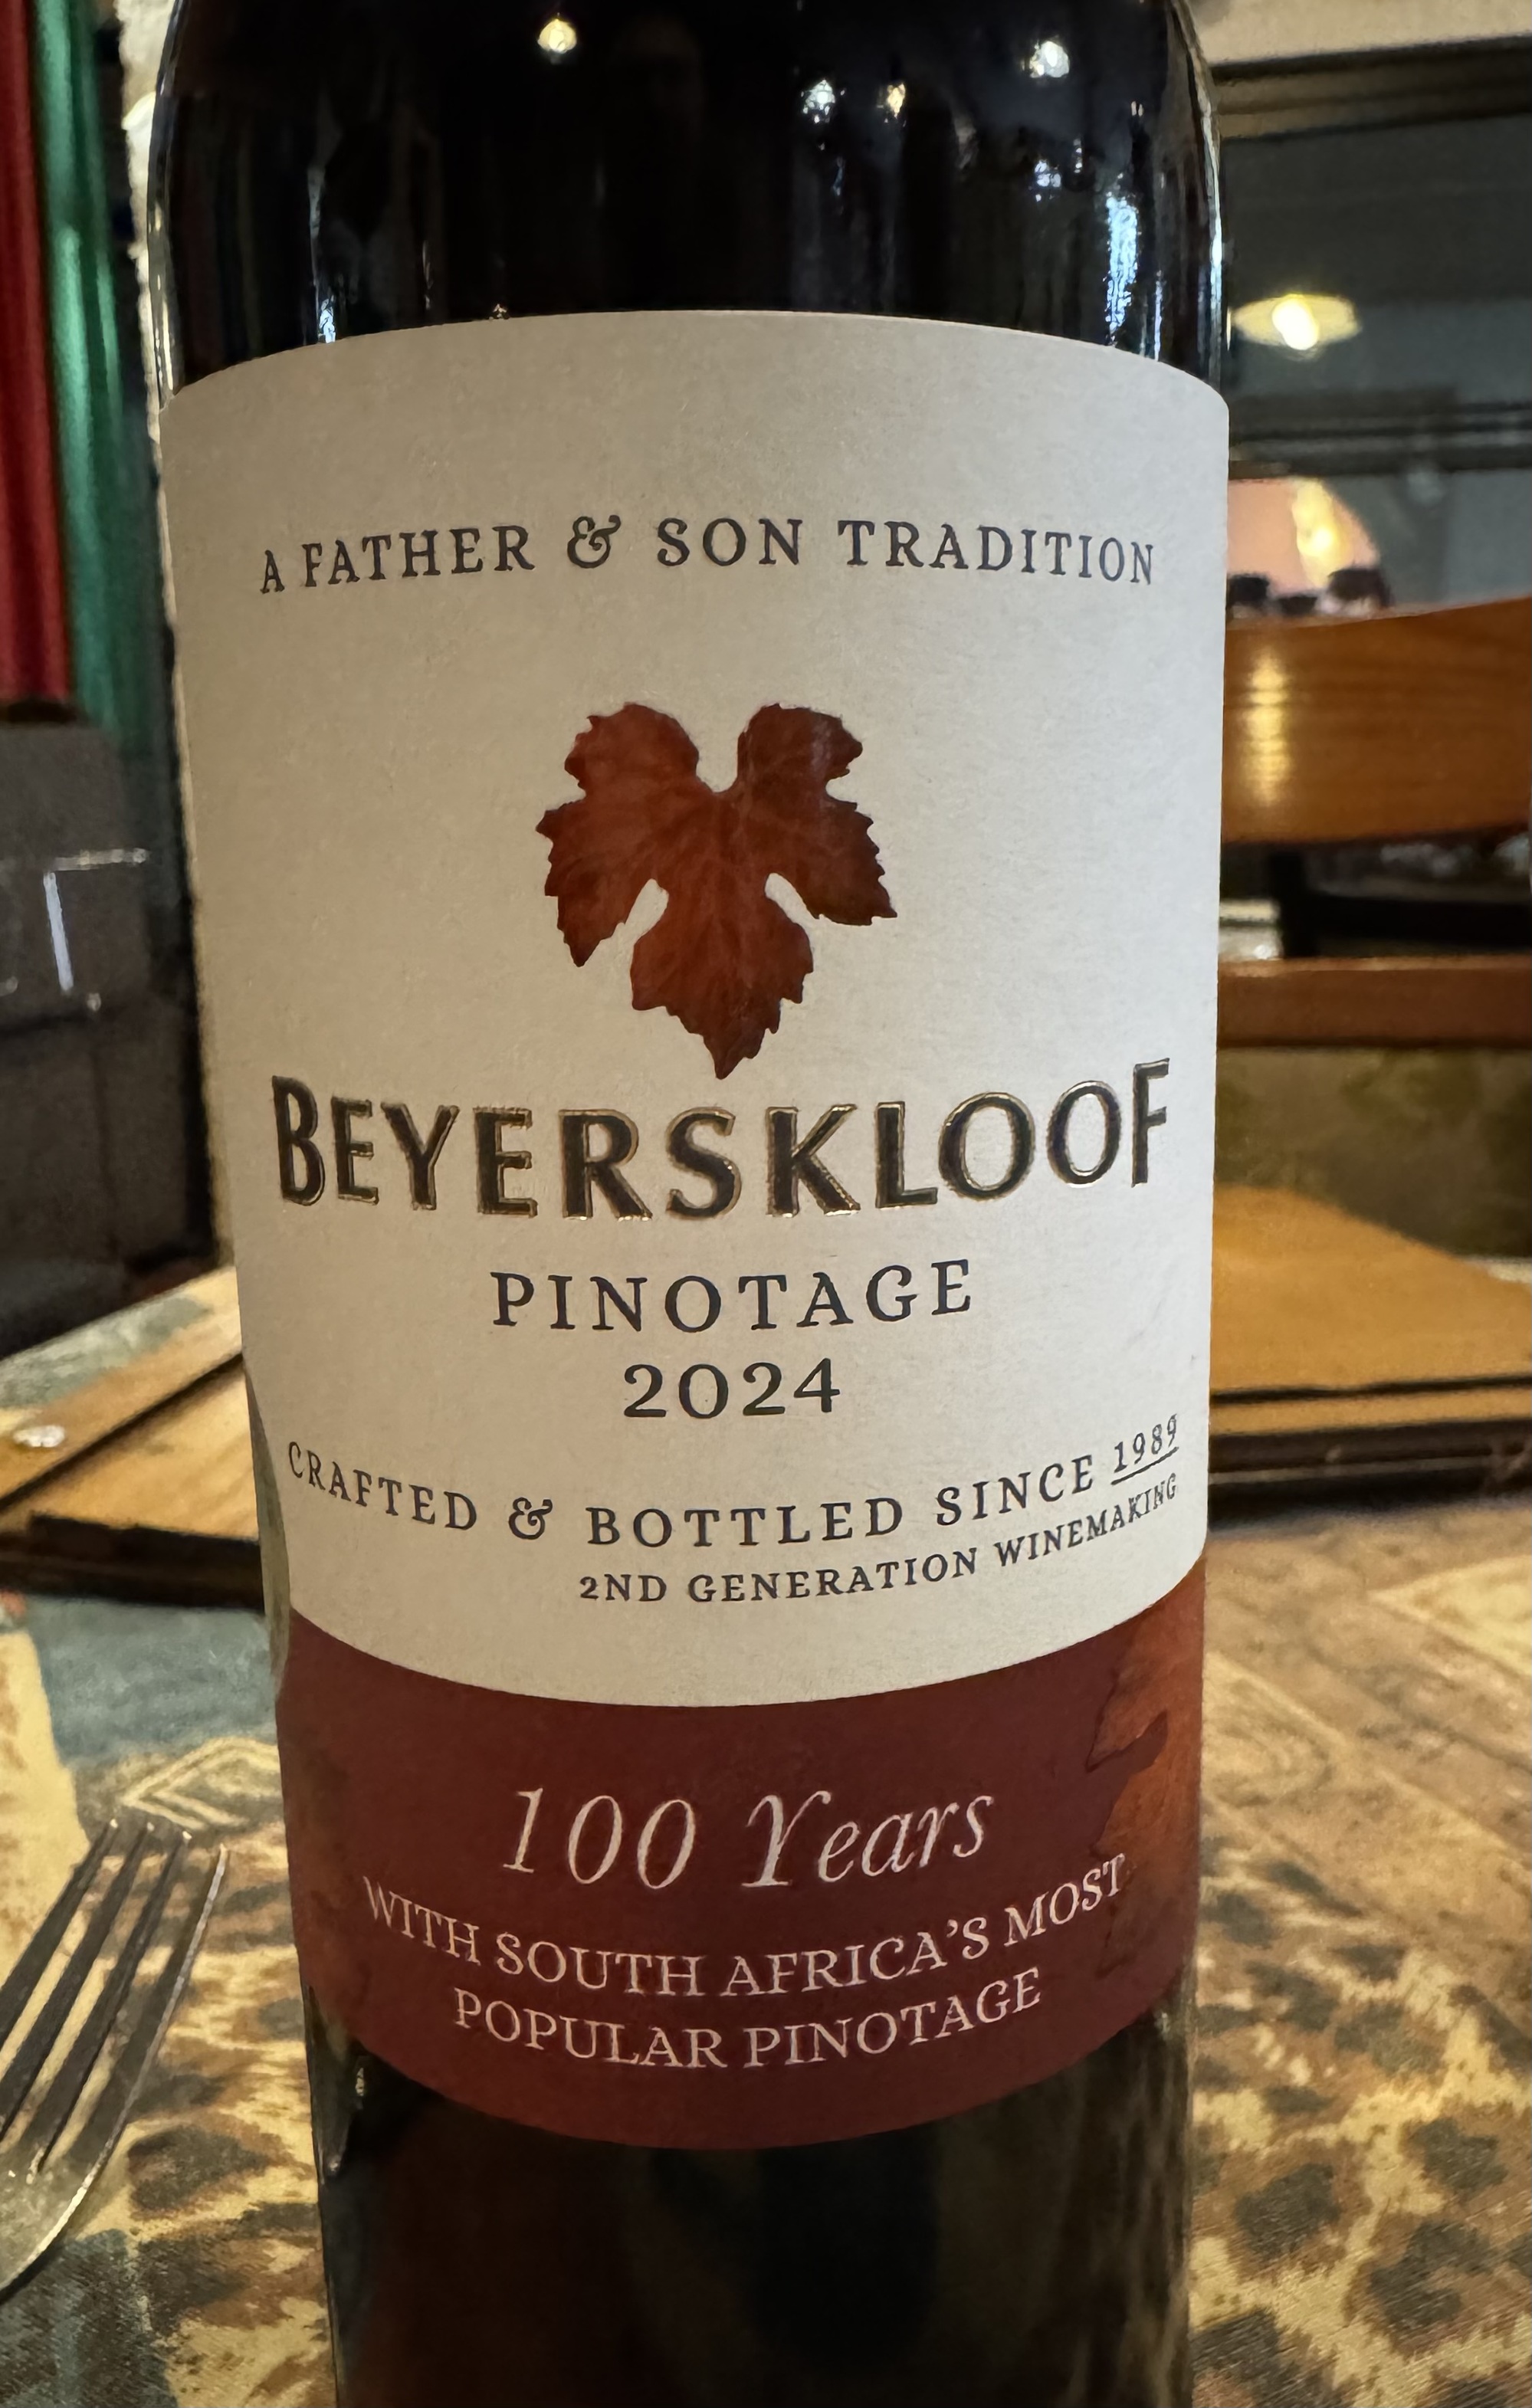 A FATHER & SON TRADITION
BEYERSKLOOF
PINOTAGE
2024
CRAFTED & BOTTLED SINCE 1989
2ND GENERATION WINEMAKING
100 Years
WITH SOUTH AFRICA'S MOST
POPULAR PINOTAGE